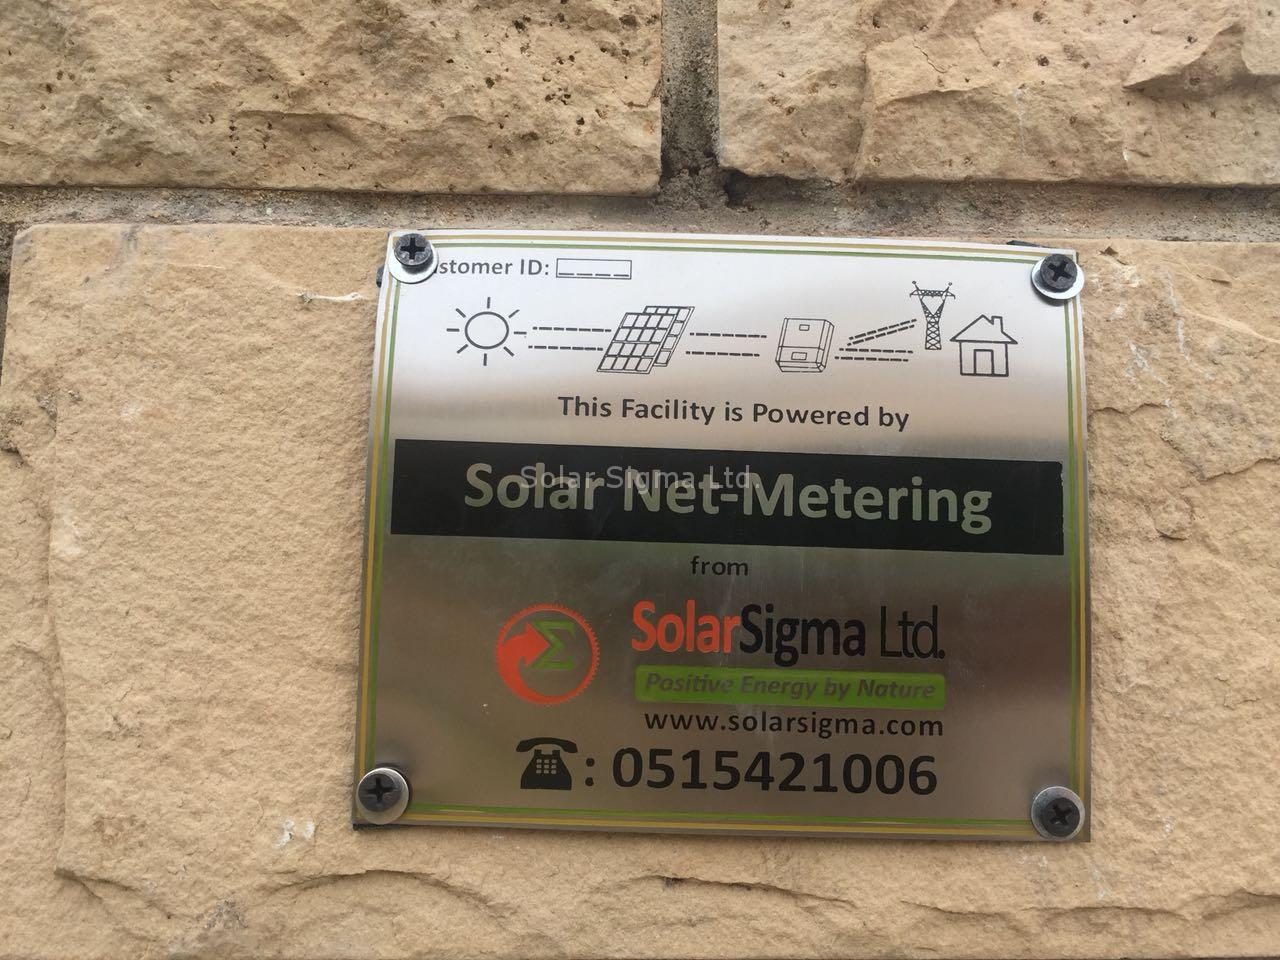 ustomer ID:
This Facility is Powered by
Solar Net-Metering
Solar Sigma Ltd.
from
SolarSigma Ltd.
Positive Energy by Nature
www.solarsigma.com
: 0515421006